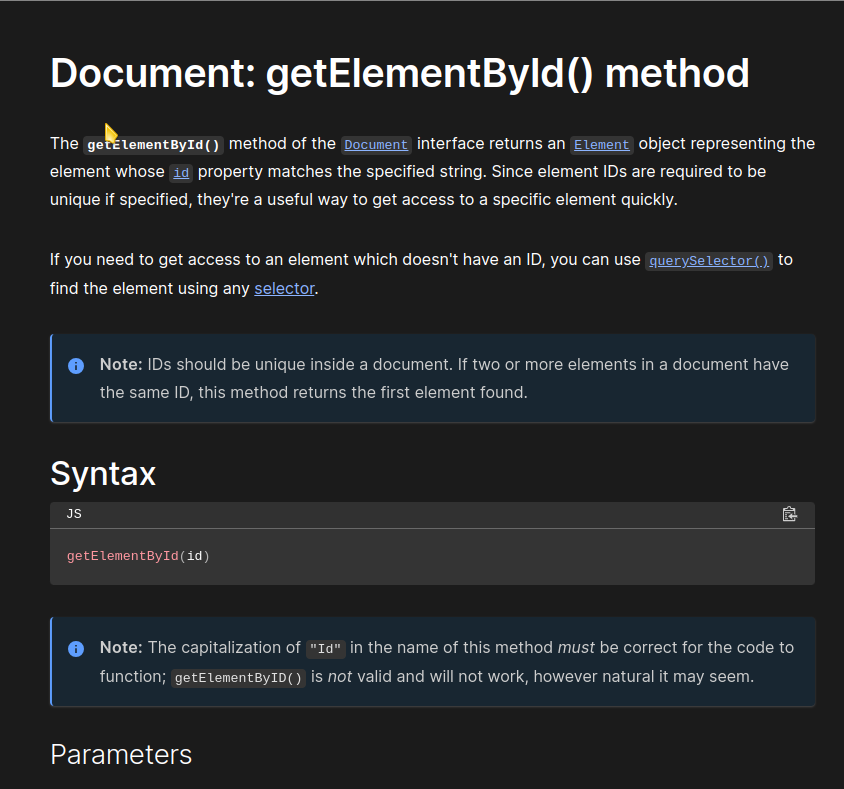 Document: getElementById() method
The getElementById() method of the Document interface returns an Element object representing the
element whose id property matches the specified string. Since element IDs are required to be
unique if specified, they're a useful way to get access to a specific element quickly.
If you need to get access to an element which doesn't have an ID, you can use querySelector() to
find the element using any selector.
Note: IDs should be unique inside a document. If two or more elements in a document have
the same ID, this method returns the first element found.
Syntax
JS
getElementById(id)
Note: The capitalization of "Id" in the name of this method must be correct for the code to
function; getElementByID() is not valid and will not work, however natural it may seem.
Parameters